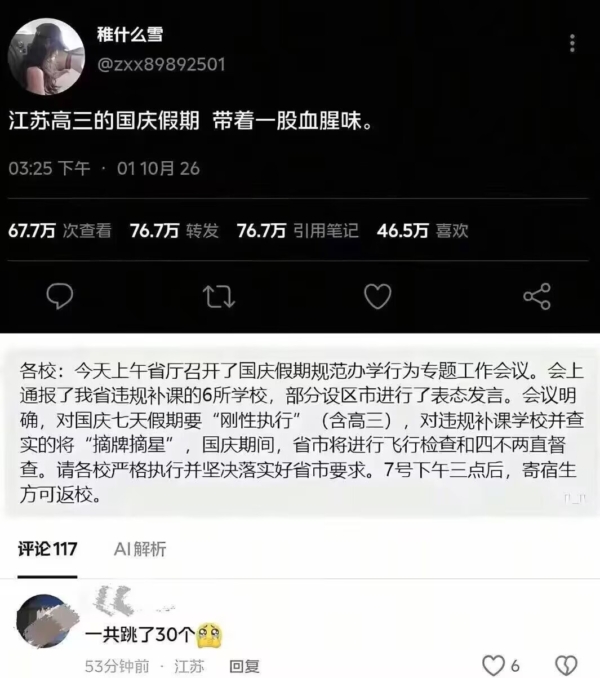 稚什么雪
@zxx89892501
江苏高三的国庆假期 带着一股血腥味。
03:25 下午 · 01 10月 26
67.7万 次查看 76.7万 转发 76.7万 引用笔记 46.5万 喜欢
各校：今天上午省厅召开了国庆假期规范办学行为专题工作会议。会上
通报了我省违规补课的6所学校，部分设区市进行了表态发言。会议明
确，对国庆七天假期要“刚性执行”（含高三），对违规补课学校并查
实的将“摘牌摘星”，国庆期间，省市将进行飞行检查和四不两直督
查。请各校严格执行并坚决落实好省市要求。7号下午三点后，寄宿生
方可返校。
n_n
评论117 AI解析
一共跳了30个🥹
53分钟前 · 江苏 回复
6